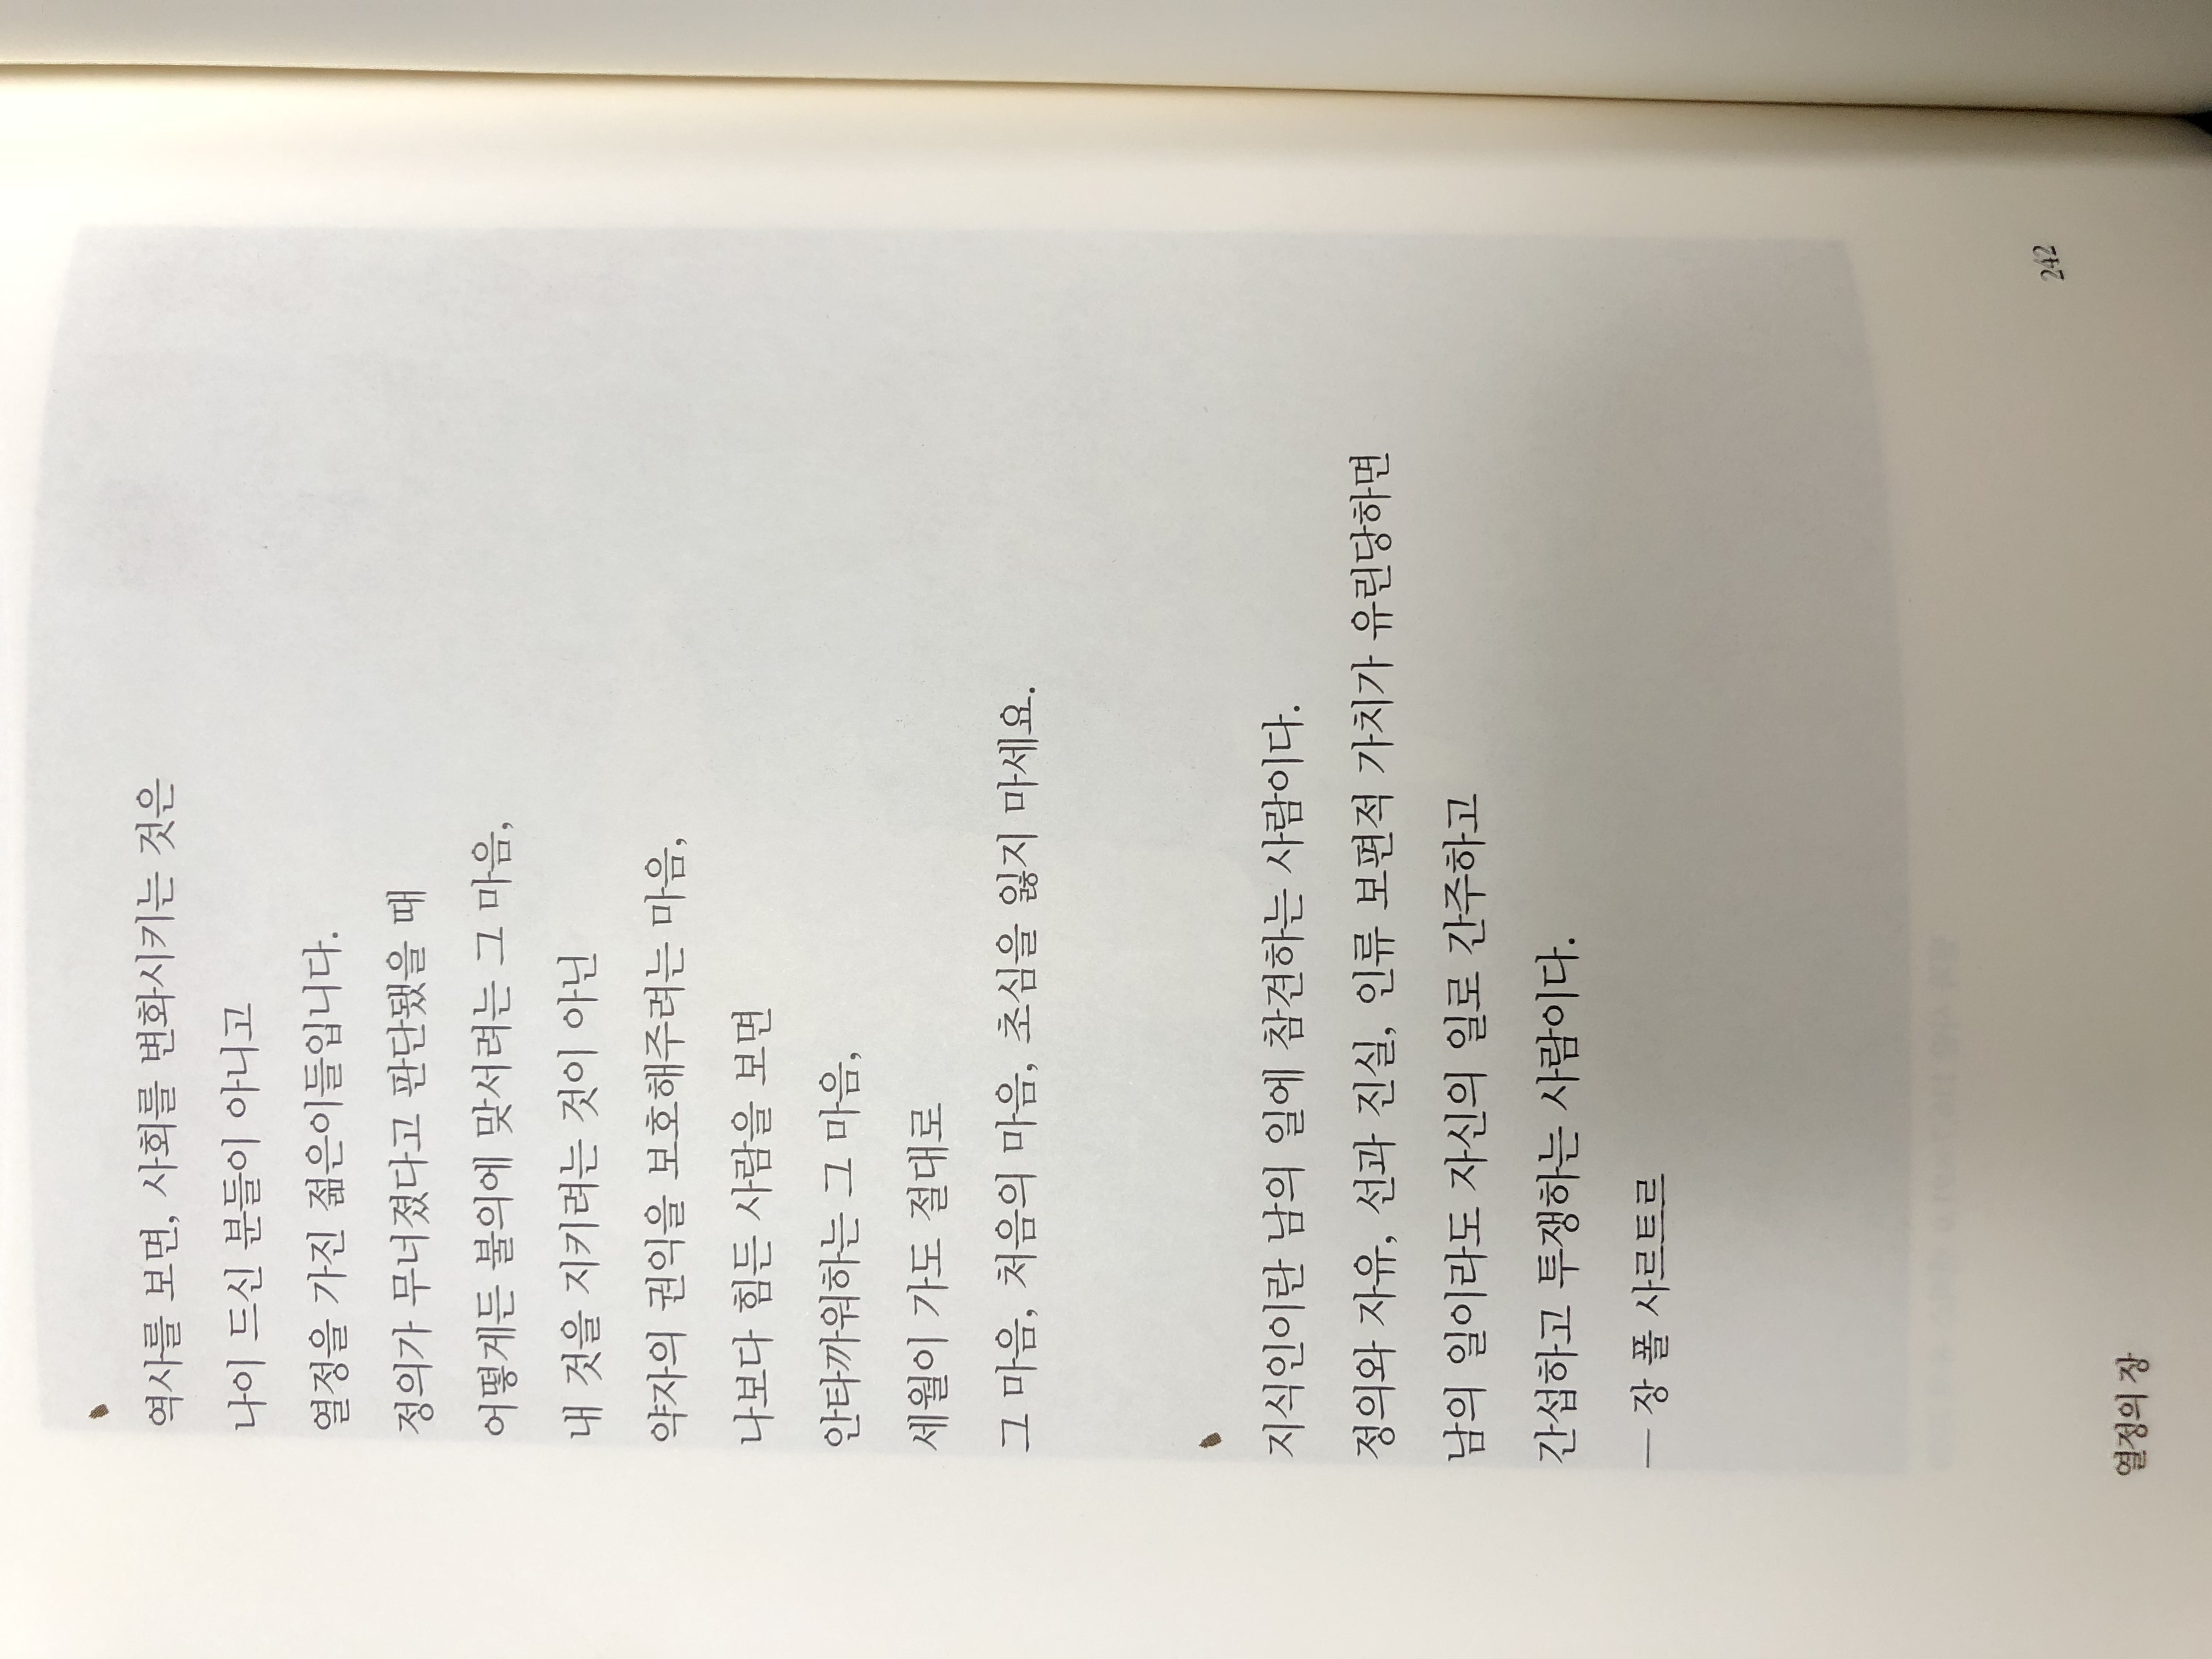 역사를 보면, 사회를 변화시키는 것은
나이 드신 분들이 아니고
열정을 가진 젊은이들입니다.
정의가 무너졌다고 판단됐을 때
어떻게든 불의에 맞서려는 그 마음,
내 것을 지키려는 것이 아닌
약자의 권익을 보호해주려는 마음,
나보다 힘든 사람을 보면
안타까워하는 그 마음,
세월이 가도 절대로
그 마음, 처음의 마음, 초심을 잃지 마세요.
지식인이란 남의 일에 참견하는 사람이다.
정의와 자유, 선과 진실, 인류 보편적 가치가 유린당하면
남의 일이라도 자신의 일로 간주하고
간섭하고 투쟁하는 사람이다.
— 장 폴 사르트르
242
열정의 장